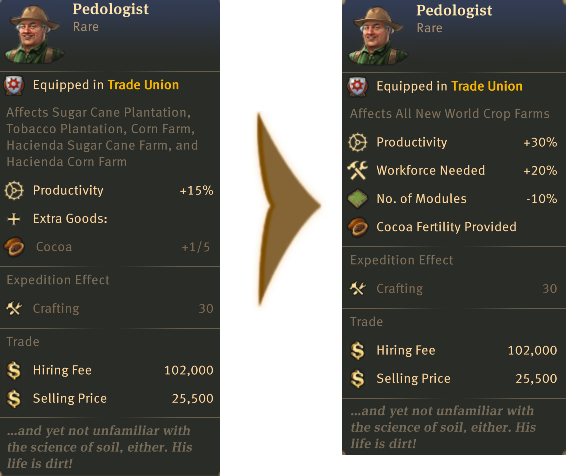 Pedologist
Rare
Equipped in Trade Union
Affects Sugar Cane Plantation,
Tobacco Plantation, Corn Farm,
Hacienda Sugar Cane Farm, and
Hacienda Corn Farm
Productivity +15%
Extra Goods:
Cocoa +1/5
Expedition Effect
Crafting 30
Trade
Hiring Fee 102,000
Selling Price 25,500
...and yet not unfamiliar with
the science of soil, either. His
life is dirt!
Pedologist
Rare
Equipped in Trade Union
Affects All New World Crop Farms
Productivity +30%
Workforce Needed +20%
No. of Modules -10%
Cocoa Fertility Provided
Expedition Effect
Crafting 30
Trade
Hiring Fee 102,000
Selling Price 25,500
...and yet not unfamiliar with
the science of soil, either. His
life is dirt!